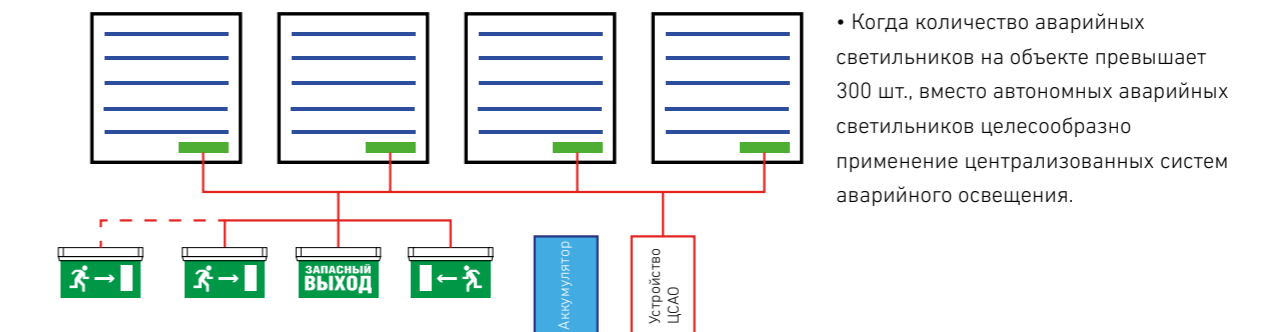 • Когда количество аварийных
светильников на объекте превышает
300 шт., вместо автономных аварийных
светильников целесообразно
применение централизованных систем
аварийного освещения.
ЗАПАСНЫЙ
ВЫХОД
Аккумулятор
Устройство
ЦСАО